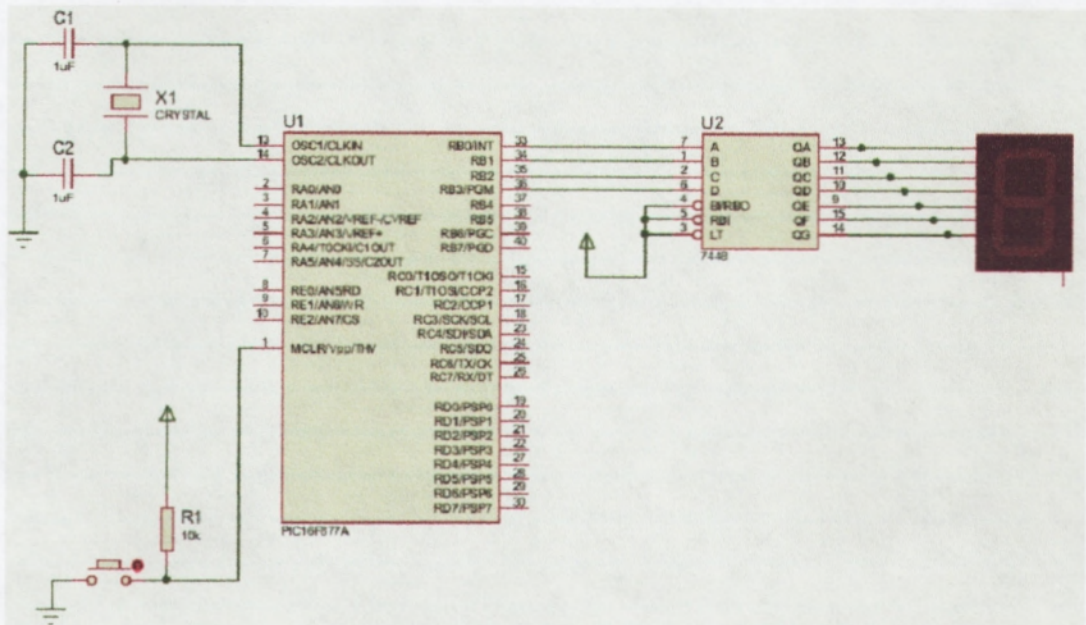 C1
1uF
X1
CRYSTAL
C2
1uF
U1
13 OSC1/CLKIN
14 OSC2/CLKOUT
2 RA0/AN0
3 RA1/AN1
4 RA2/AN2/VREF-/CVREF
5 RA3/AN3/VREF+
6 RA4/T0CKI/C1OUT
7 RA5/AN4/SS/C2OUT
8 RE0/AN5/RD
9 RE1/AN6/WR
10 RE2/AN7/CS
1 MCLR/Vpp/THV
RB0/INT 33
RB1 34
RB2 35
RB3/PGM 36
RB4 37
RB5 38
RB6/PGC 39
RB7/PGD 40
RC0/T1OSO/T1CKI 15
RC1/T1OSI/CCP2 16
RC2/CCP1 17
RC3/SCK/SCL 18
RC4/SDI/SDA 23
RC5/SDO 24
RC6/TX/CK 25
RC7/RX/DT 26
RD0/PSP0 19
RD1/PSP1 20
RD2/PSP2 21
RD3/PSP3 22
RD4/PSP4 27
RD5/PSP5 28
RD6/PSP6 29
RD7/PSP7 30
PIC16F877A
U2
7 A QA 13
1 B QB 12
2 C QC 11
6 D QD 10
4 BI/RBO QE 9
5 RBI QF 15
3 LT QG 14
7448
R1
10k